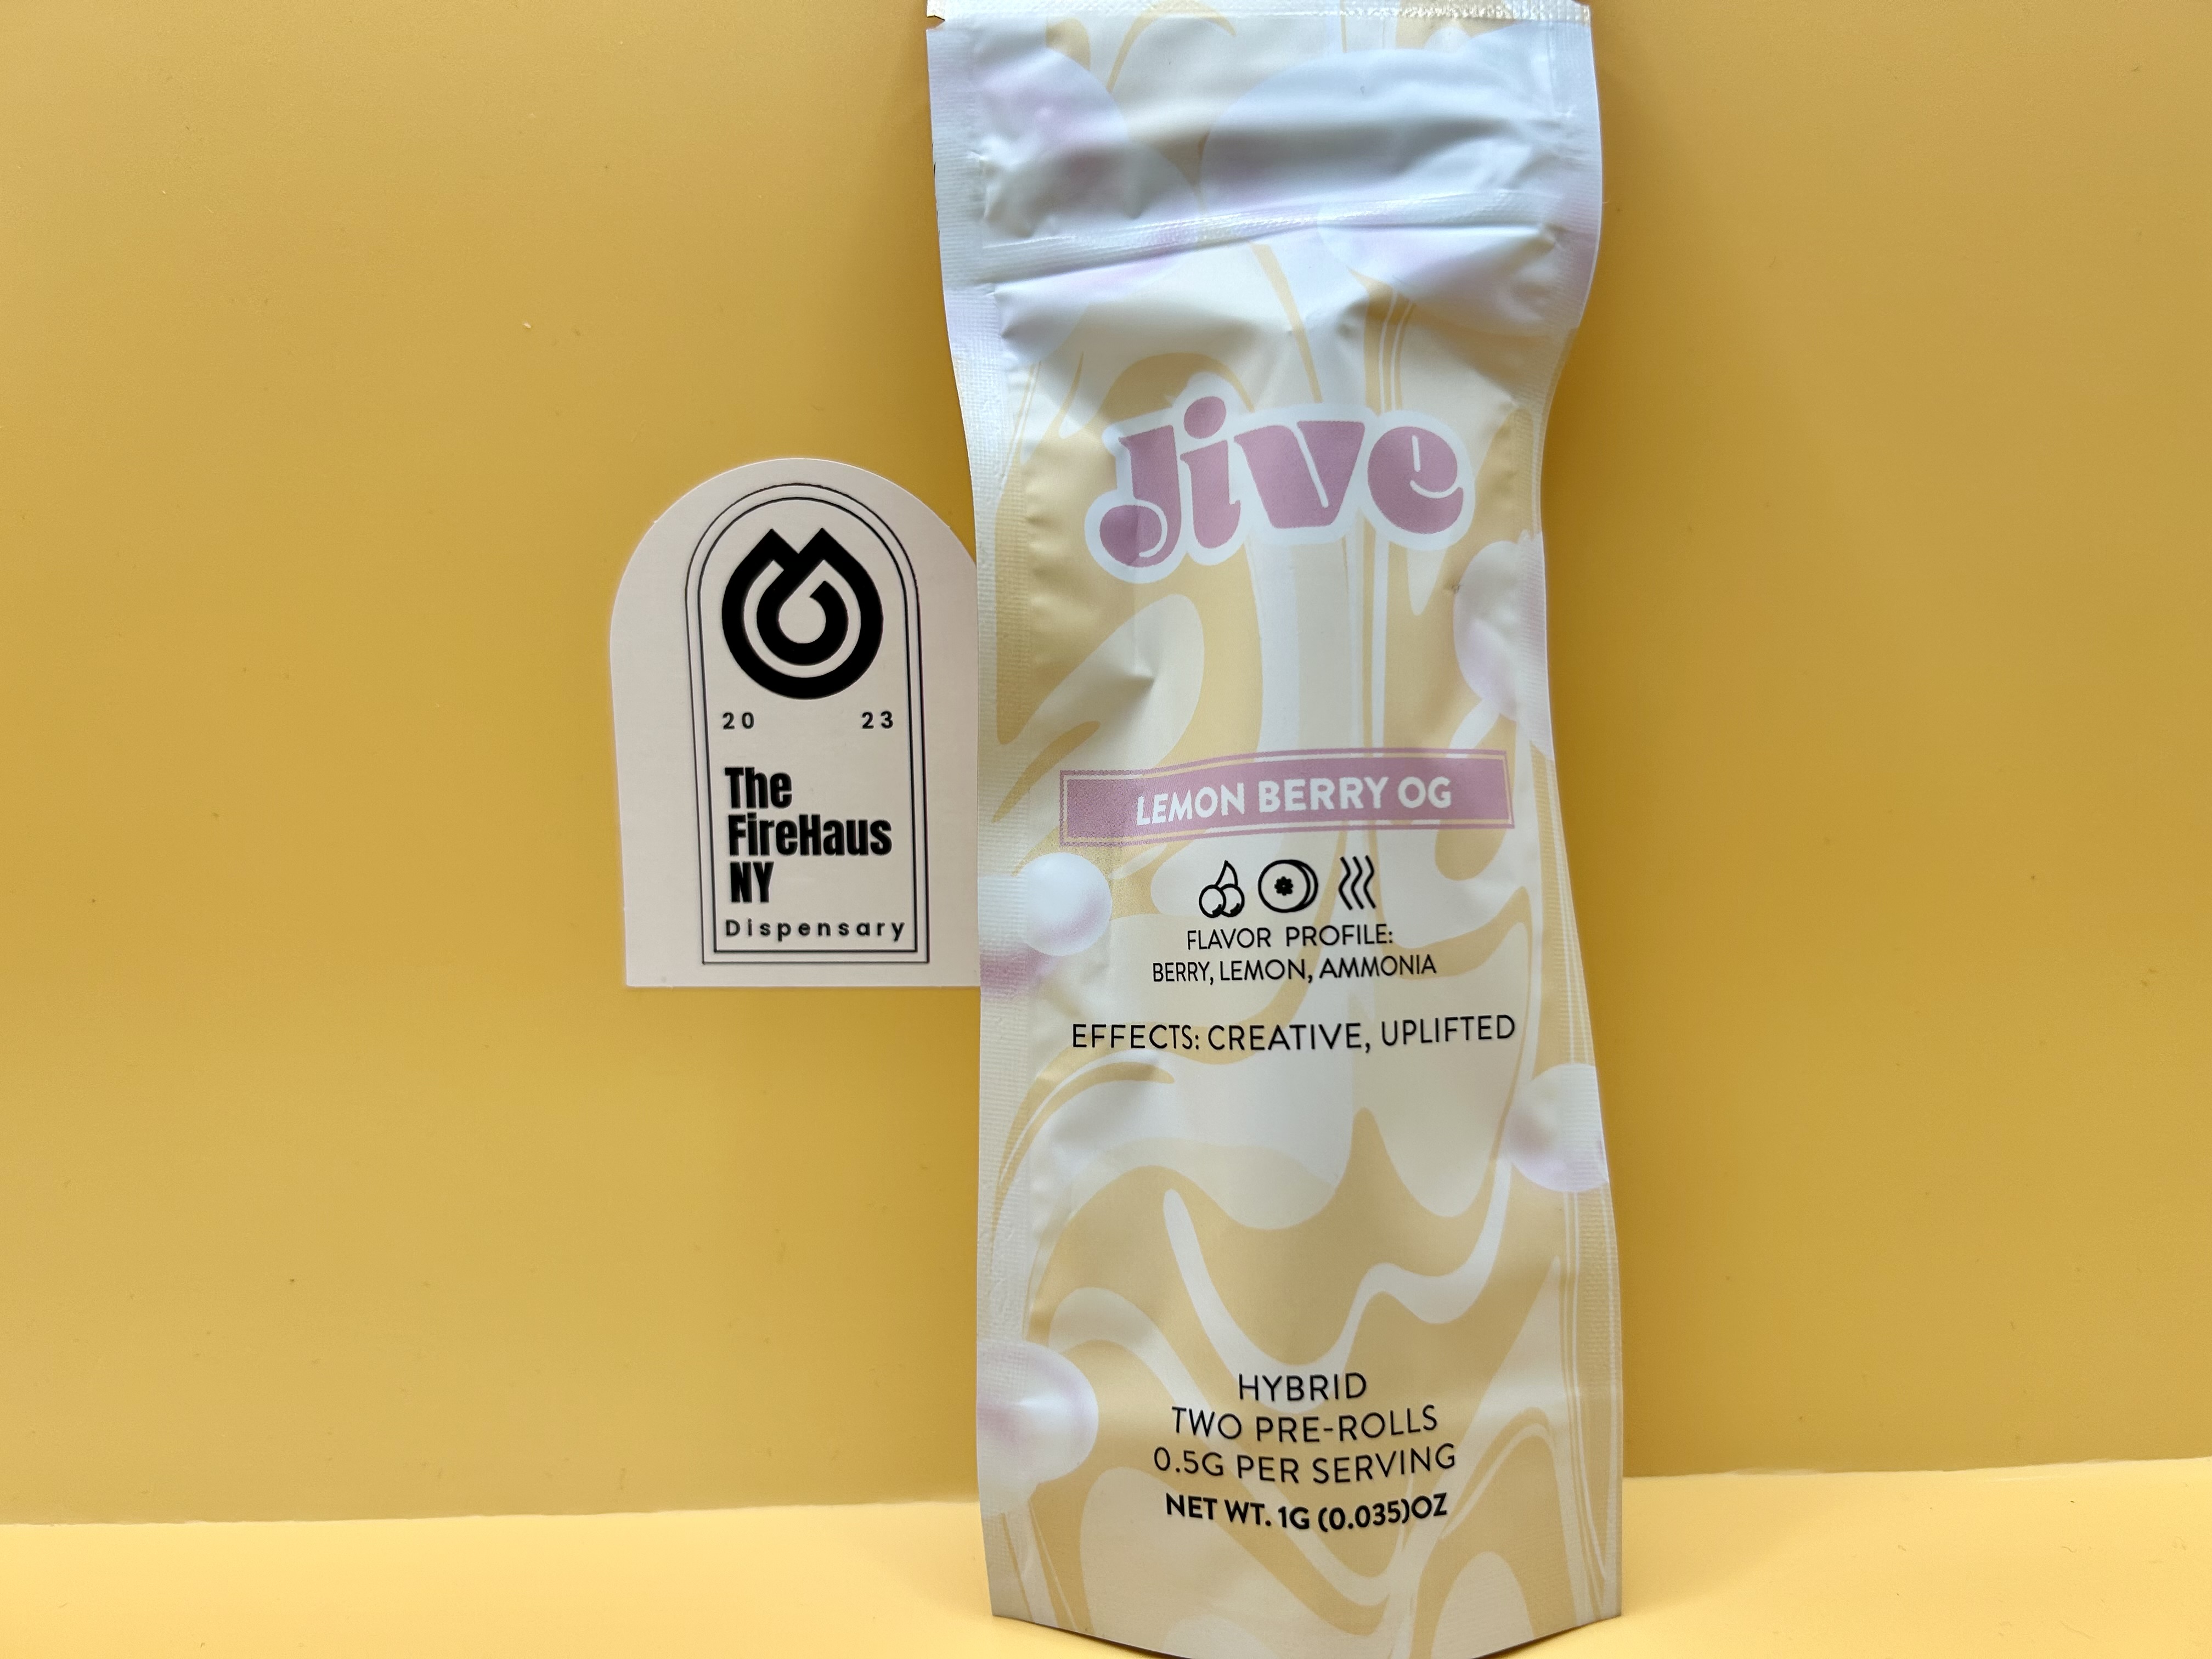 20 23
The
FireHaus
NY
Dispensary
Jive
LEMON BERRY OG
FLAVOR PROFILE:
BERRY, LEMON, AMMONIA
EFFECTS: CREATIVE, UPLIFTED
HYBRID
TWO PRE-ROLLS
0.5G PER SERVING
NET WT. 1G (0.035)OZ